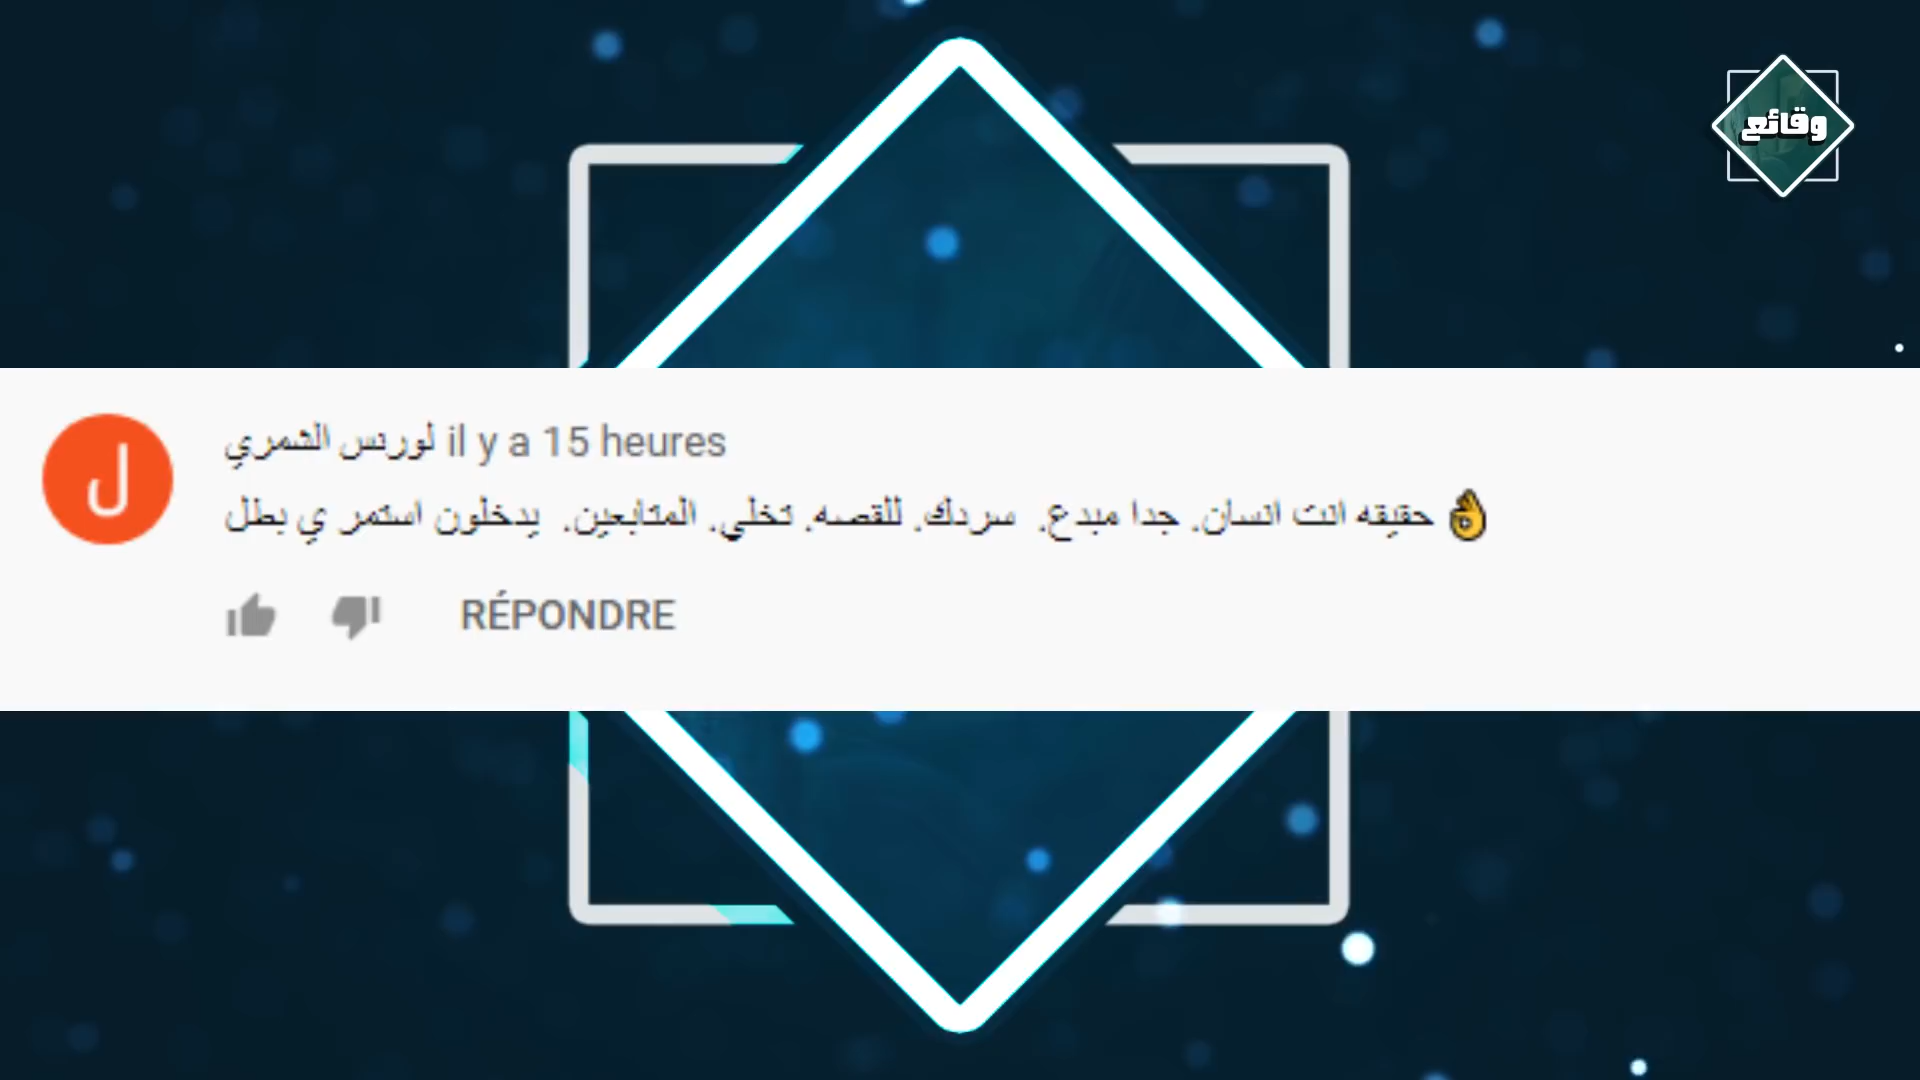 وقائع
لورنس الشمري il y a 15 heures
👌 حقيقه انت انسان. جدا مبدع. سردك. للقصه. تخلي. المتابعين. يدخلون استمر ي بطل
RÉPONDRE